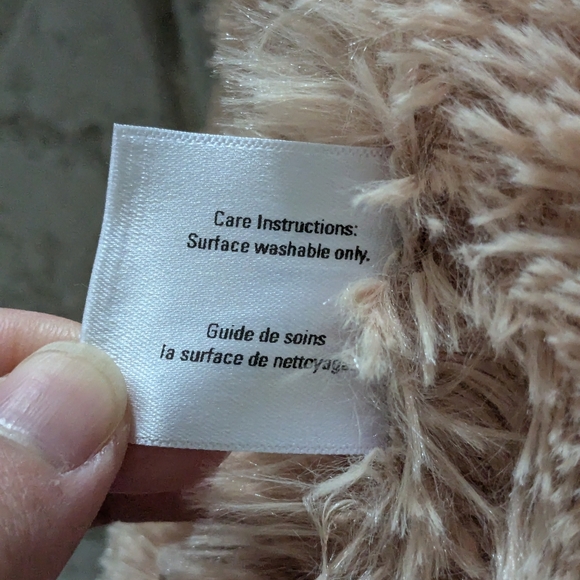 Care Instructions:
Surface washable only.
Guide de soins
la surface de nettoyage